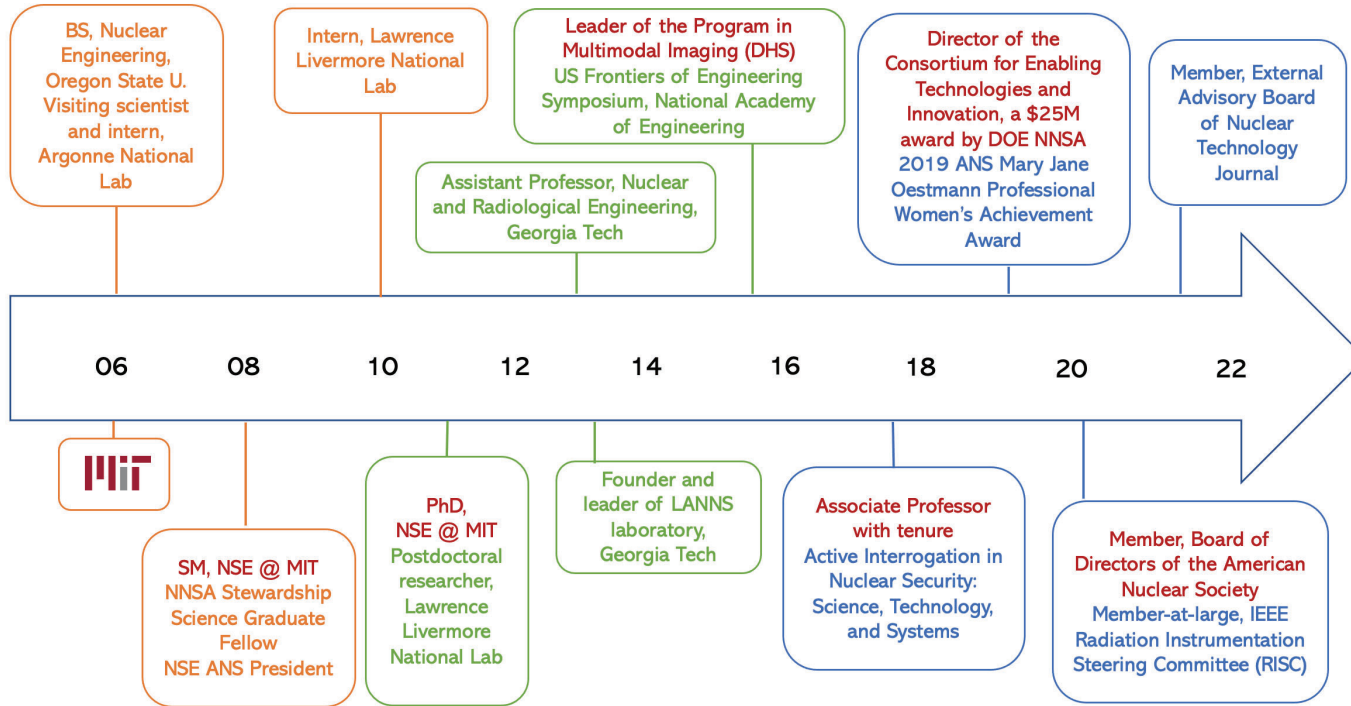 BS, Nuclear
Engineering,
Oregon State U.
Visiting scientist
and intern,
Argonne National
Lab
Intern, Lawrence
Livermore National
Lab
Leader of the Program in
Multimodal Imaging (DHS)
US Frontiers of Engineering
Symposium, National Academy
of Engineering
Assistant Professor, Nuclear
and Radiological Engineering,
Georgia Tech
Director of the
Consortium for Enabling
Technologies and
Innovation, a $25M
award by DOE NNSA
2019 ANS Mary Jane
Oestmann Professional
Women's Achievement
Award
Member, External
Advisory Board
of Nuclear
Technology
Journal
06 08 10 12 14 16 18 20 22
MIT
SM, NSE @ MIT
NNSA Stewardship
Science Graduate
Fellow
NSE ANS President
PhD,
NSE @ MIT
Postdoctoral
researcher,
Lawrence
Livermore
National Lab
Founder and
leader of LANNS
laboratory,
Georgia Tech
Associate Professor
with tenure
Active Interrogation in
Nuclear Security:
Science, Technology,
and Systems
Member, Board of
Directors of the American
Nuclear Society
Member-at-large, IEEE
Radiation Instrumentation
Steering Committee (RISC)